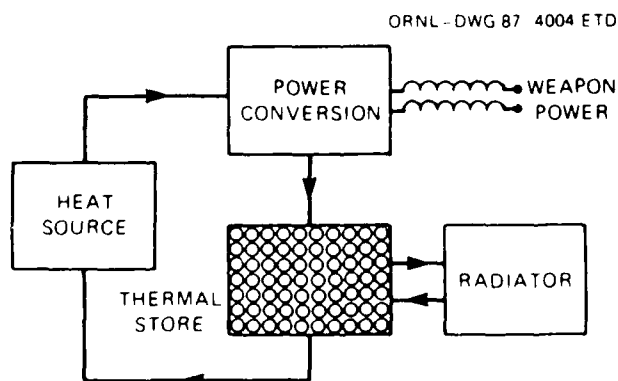 ORNL-DWG 87 4004 ETD
POWER
CONVERSION
WEAPON
POWER
HEAT
SOURCE
THERMAL
STORE
RADIATOR